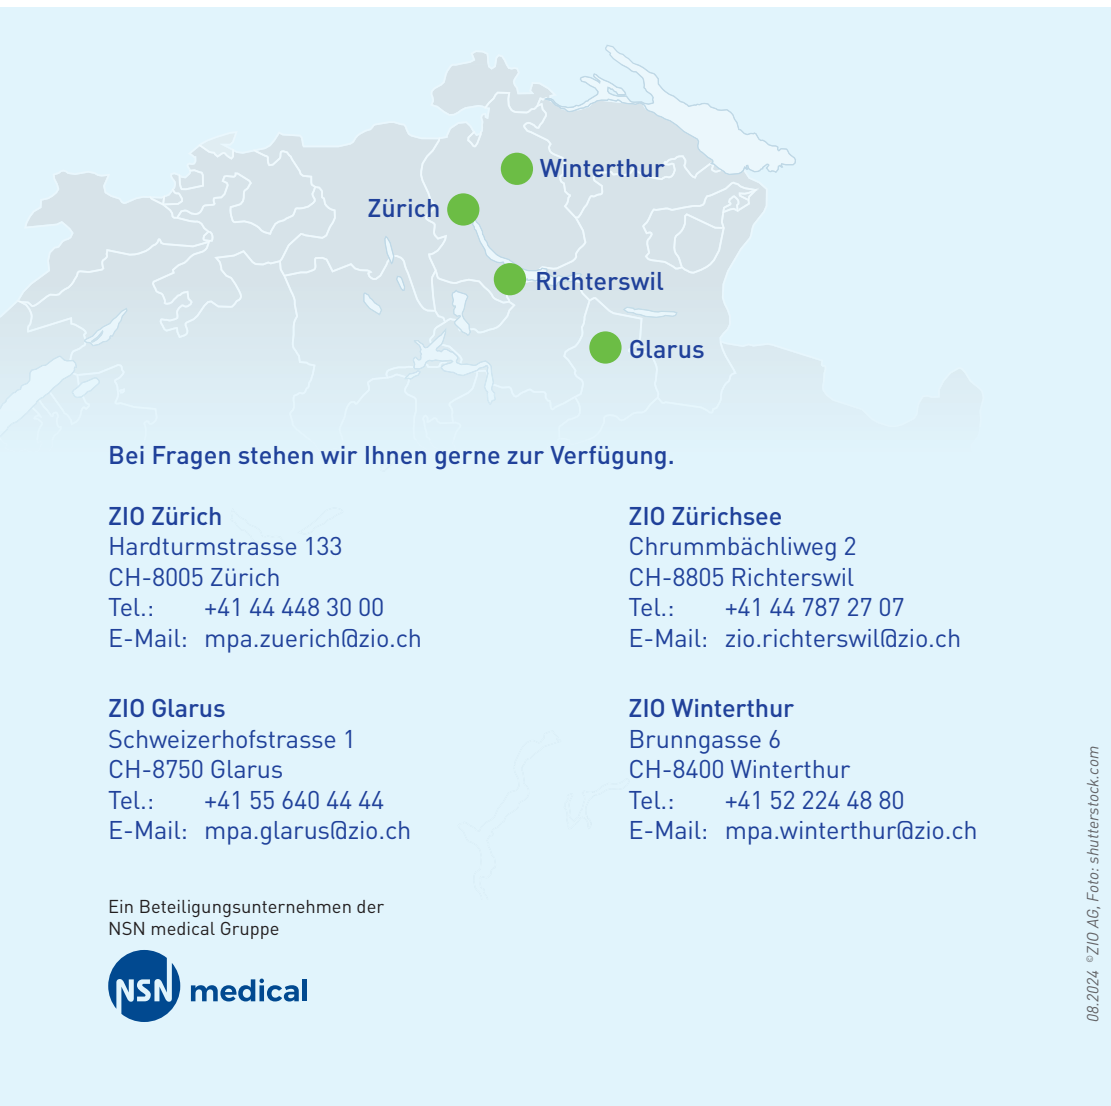 Winterthur
Zürich
Richterswil
Glarus
Bei Fragen stehen wir Ihnen gerne zur Verfügung.
ZIO Zürich
Hardturmstrasse 133
CH-8005 Zürich
Tel.: +41 44 448 30 00
E-Mail: mpa.zuerich@zio.ch
ZIO Zürichsee
Chrummbächliweg 2
CH-8805 Richterswil
Tel.: +41 44 787 27 07
E-Mail: zio.richterswil@zio.ch
ZIO Glarus
Schweizerhofstrasse 1
CH-8750 Glarus
Tel.: +41 55 640 44 44
E-Mail: mpa.glarus@zio.ch
ZIO Winterthur
Brunngasse 6
CH-8400 Winterthur
Tel.: +41 52 224 48 80
E-Mail: mpa.winterthur@zio.ch
Ein Beteiligungsunternehmen der
NSN medical Gruppe
NSN medical
08.2024 ©ZIO AG, Foto: shutterstock.com